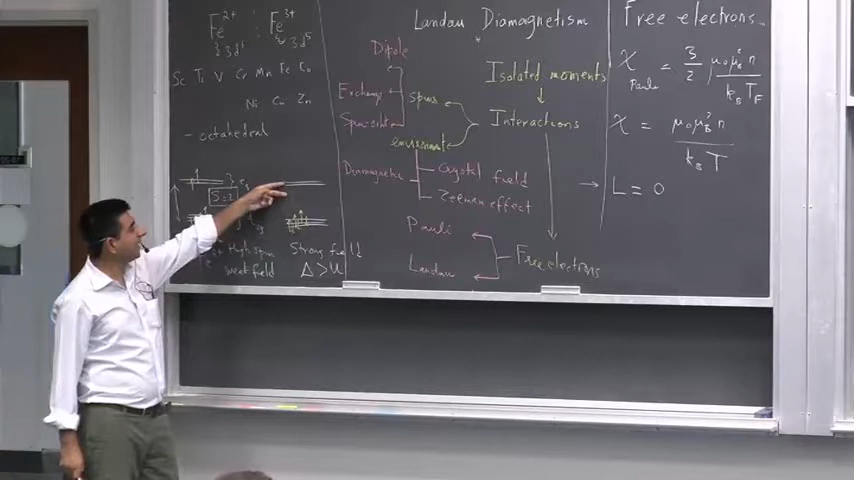 Fe2+ : Fe3+
3d5
Sc Ti V Cr Mn Fe Co
Ni Cu Zn
- octahedral
eg
S=2
High spin
weak field
Strong field
Δ > U
Landau Diamagnetism
Dipole
Exchange
Spin-orbit
spins
environment
Diamagnetic
Crystal field
Zeeman effect
Pauli
Landau
Isolated moments
Interactions
Free electrons
Free electrons
χPauli = 3/2 μ0μB²n / kBTF
χ = μ0μB²n / kBT
L = 0